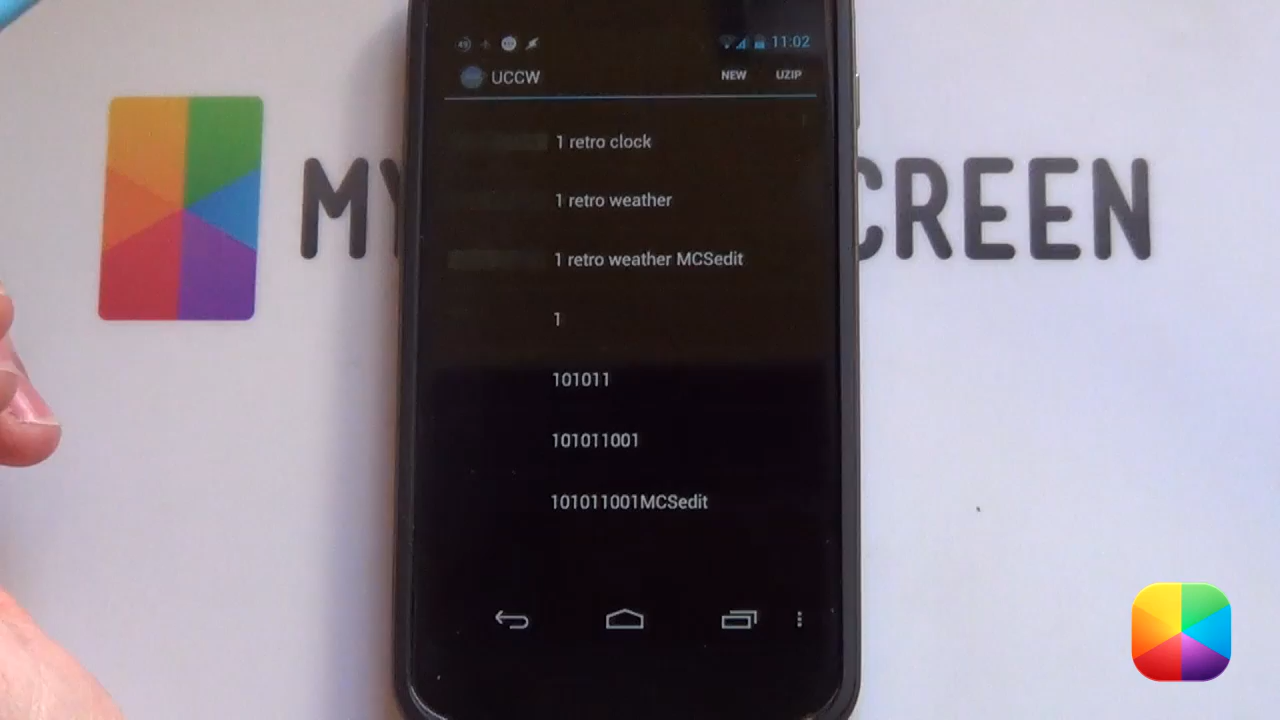 11:02
UCCW NEW UZIP
1 retro clock
MY CREEN
1 retro weather
1 retro weather MCSedit
1
101011
101011001
101011001MCSedit